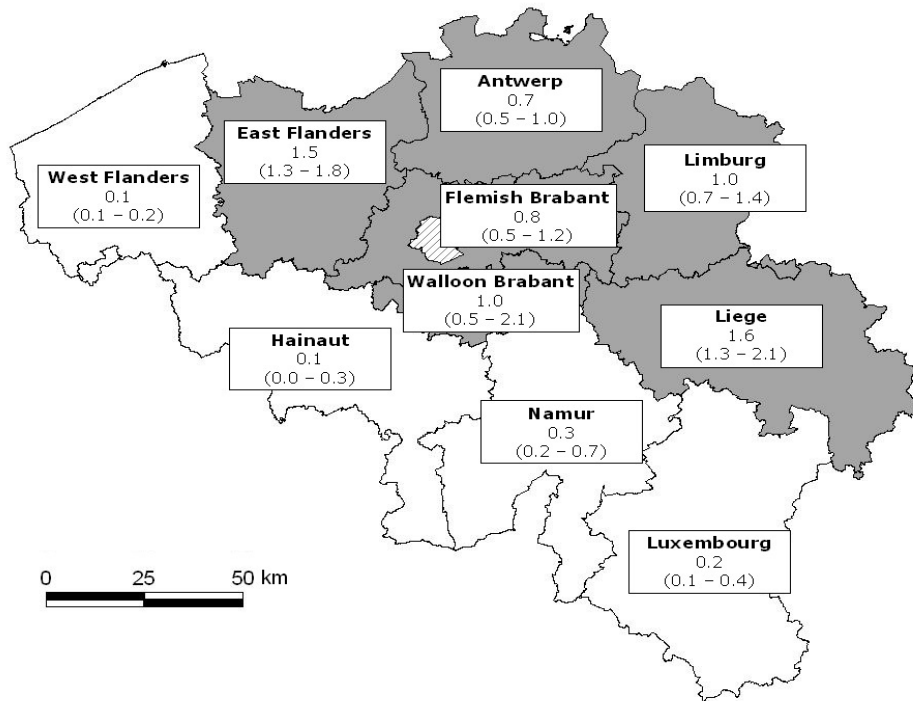 Antwerp
0.7
(0.5 – 1.0)
East Flanders
1.5
(1.3 – 1.8)
West Flanders
0.1
(0.1 – 0.2)
Limburg
1.0
(0.7 – 1.4)
Flemish Brabant
0.8
(0.5 – 1.2)
Walloon Brabant
1.0
(0.5 – 2.1)
Liege
1.6
(1.3 – 2.1)
Hainaut
0.1
(0.0 – 0.3)
Namur
0.3
(0.2 – 0.7)
Luxembourg
0.2
(0.1 – 0.4)
0 25 50 km